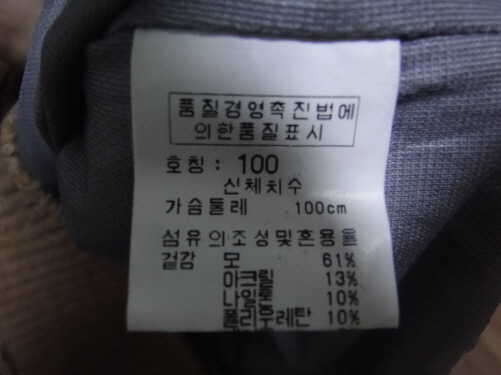 품질경영촉진법에
의한품질표시
호칭 : 100
신체치수
가슴둘레 100cm
섬유의조성및혼용율
겉감 모 61%
아크릴 13%
나일론 10%
폴리우레탄 10%